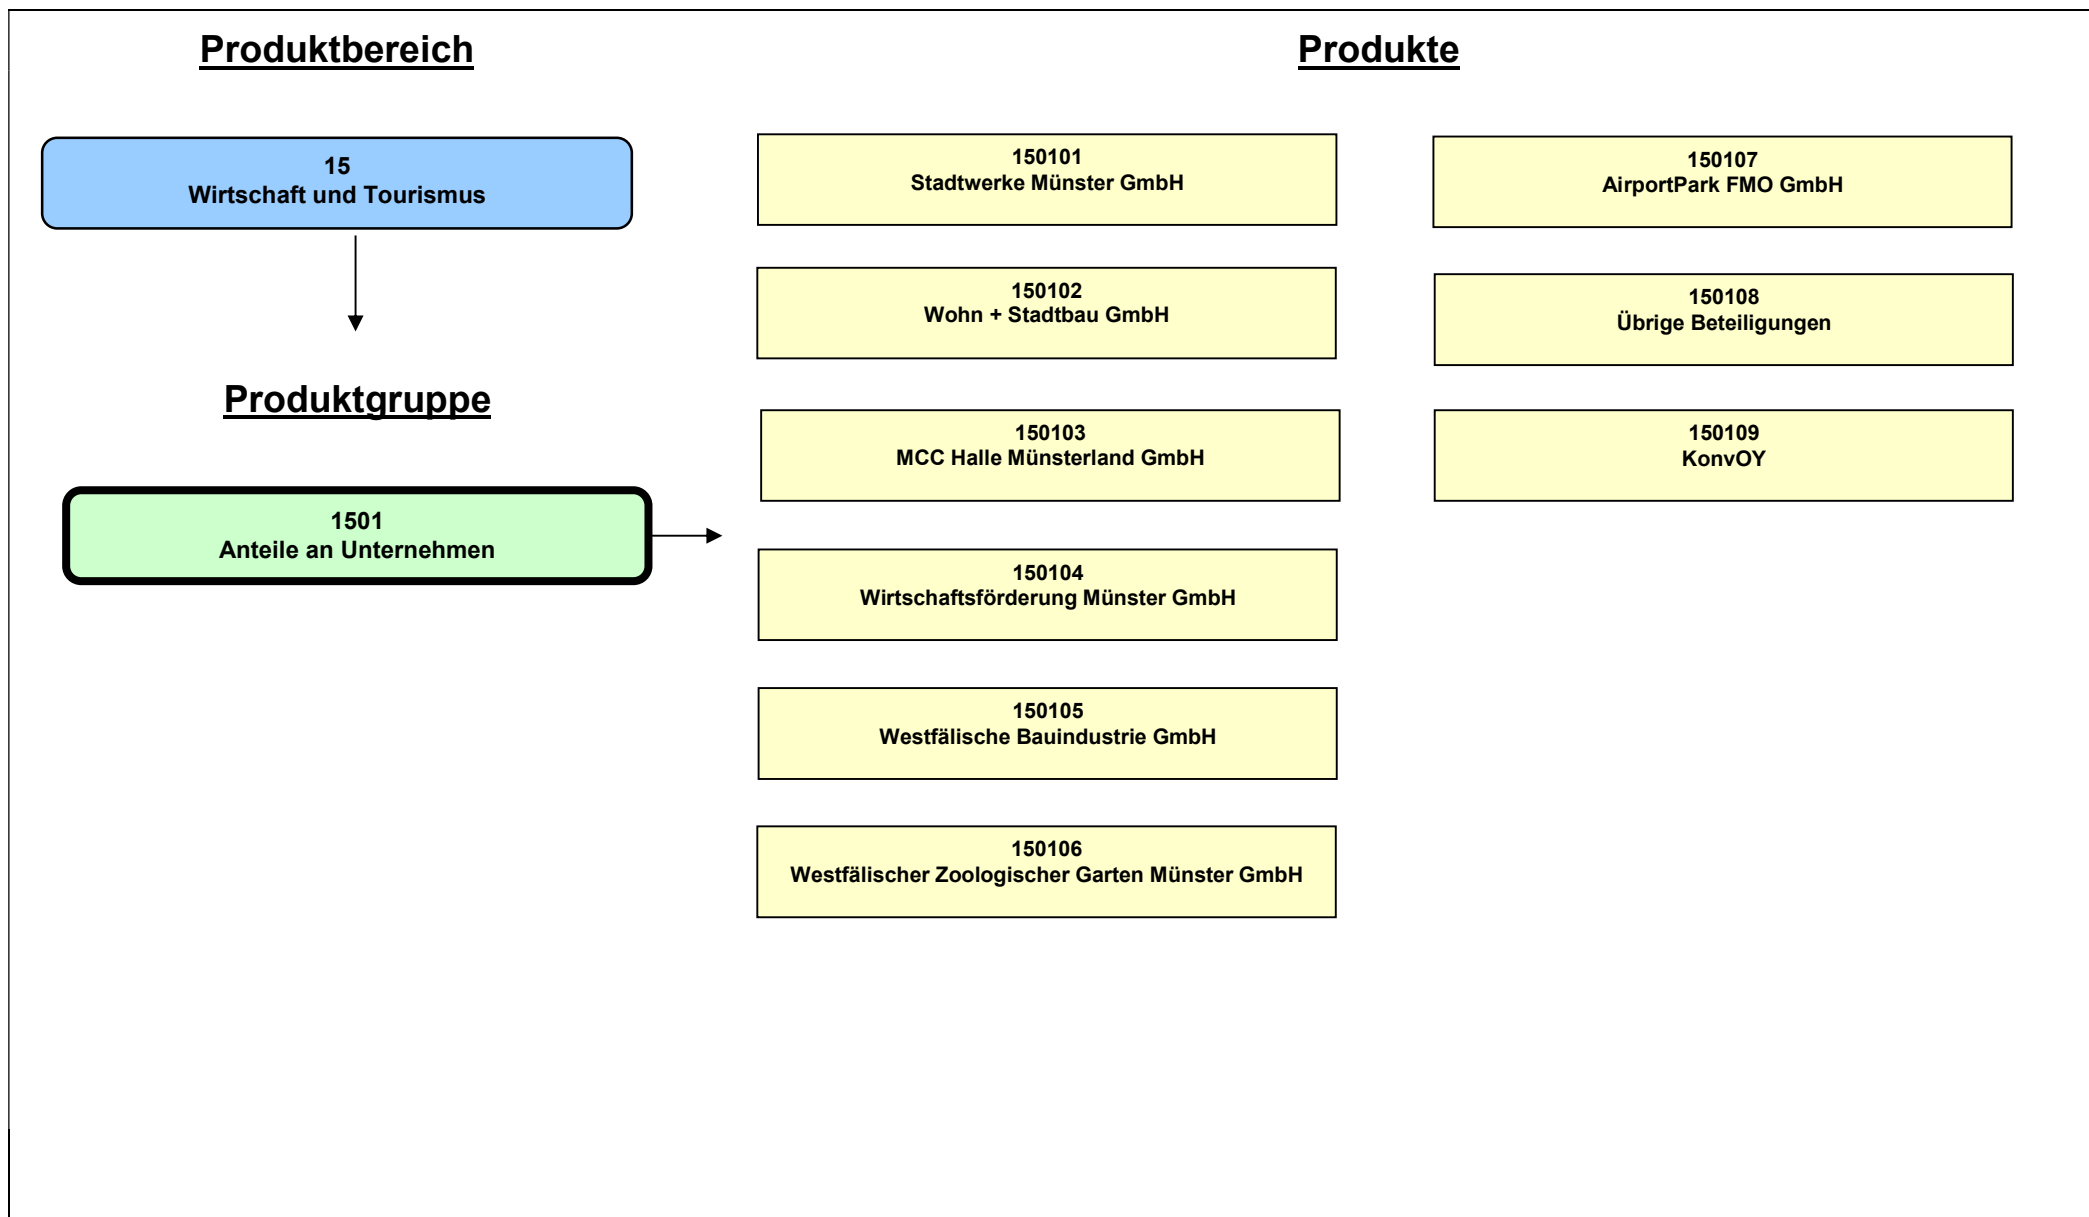 Produktbereich
Produkte
15
Wirtschaft und Tourismus
Produktgruppe
1501
Anteile an Unternehmen
150101
Stadtwerke Münster GmbH
150102
Wohn + Stadtbau GmbH
150103
MCC Halle Münsterland GmbH
150104
Wirtschaftsförderung Münster GmbH
150105
Westfälische Bauindustrie GmbH
150106
Westfälischer Zoologischer Garten Münster GmbH
150107
AirportPark FMO GmbH
150108
Übrige Beteiligungen
150109
KonvOY